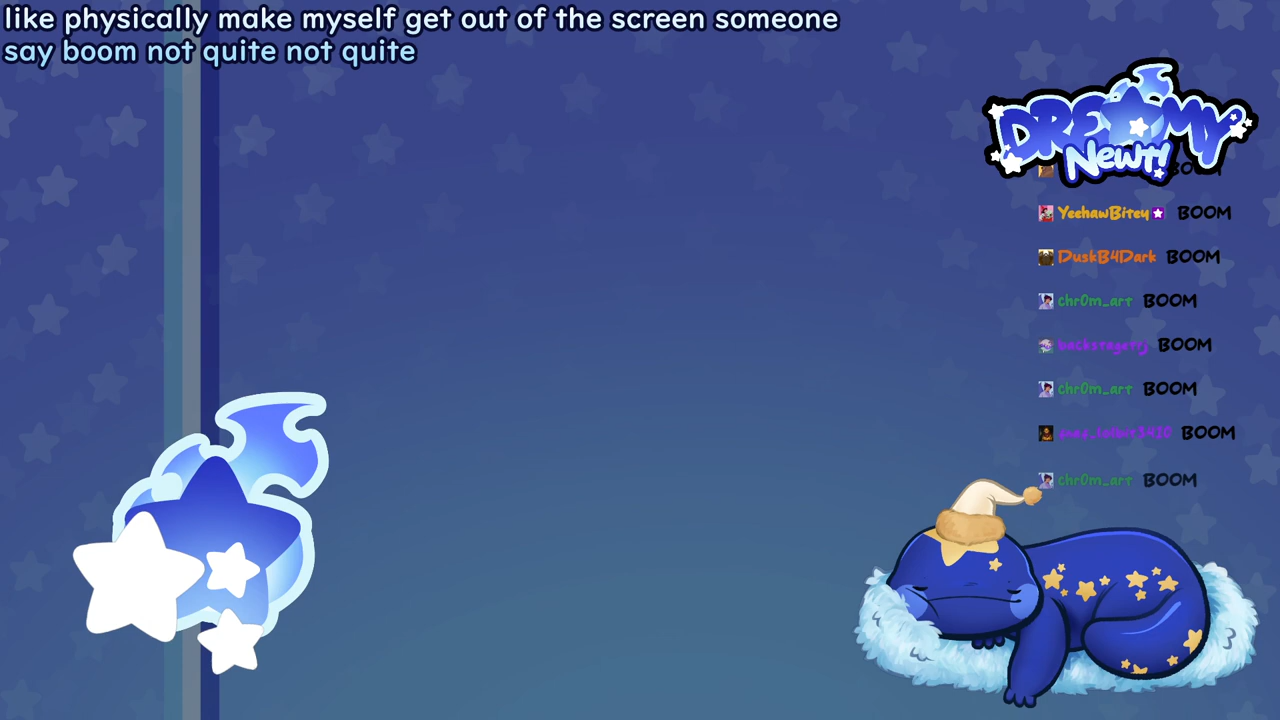 like physically make myself get out of the screen someone
say boom not quite not quite
DREAMY
Newt!
YeehawBitey BOOM
DuskB4Dark BOOM
chr0m_art BOOM
BOOM
chr0m_art BOOM
BOOM
chr0m_art BOOM